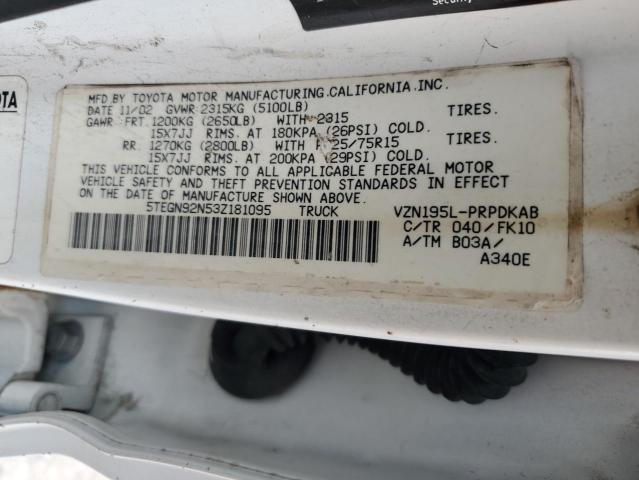 Security
OTA
MFD BY TOYOTA MOTOR MANUFACTURING,CALIFORNIA,INC.
DATE 11/02 GVWR 2315KG (5100LB)
GAWR: FRT 1200KG (2650LB) WITH 2315 TIRES.
15X7JJ RIMS. AT 180KPA (26PSI) COLD.
RR. 1270KG (2800LB) WITH 25/75R15 TIRES.
15X7JJ RIMS. AT 200KPA (29PSI) COLD.
THIS VEHICLE CONFORMS TO ALL APPLICABLE FEDERAL MOTOR
VEHICLE SAFETY AND THEFT PREVENTION STANDARDS IN EFFECT
ON THE DATE OF MANUFACTURE SHOWN ABOVE.
5TEGN92N53Z181095 TRUCK VZN195L-PRPDKAB
C/TR 040/FK10
A/TM B03A/
A340E